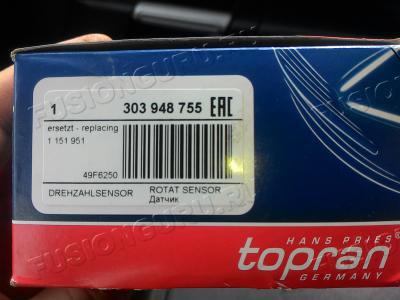 1 303 948 755 EAC
ersetzt - replacing
1 151 951
49F6250
DREHZAHLSENSOR ROTAT SENSOR
Датчик
HANS PRIES
topran
GERMANY
FUSIONGURU.RU